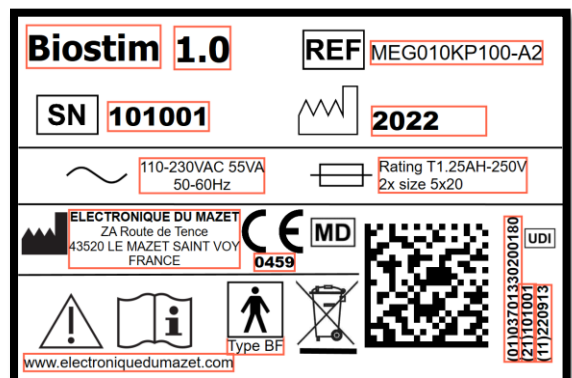 Biostim 1.0
REF MEG010KP100-A2
SN 101001
2022
110-230VAC 55VA
50-60Hz
Rating T1.25AH-250V
2x size 5x20
ELECTRONIQUE DU MAZET
ZA Route de Tence
43520 LE MAZET SAINT VOY
FRANCE
CE
0459
MD
UDI
(01)03701330200180
(21)101001
(11)220913
Type BF
www.electroniquedumazet.com